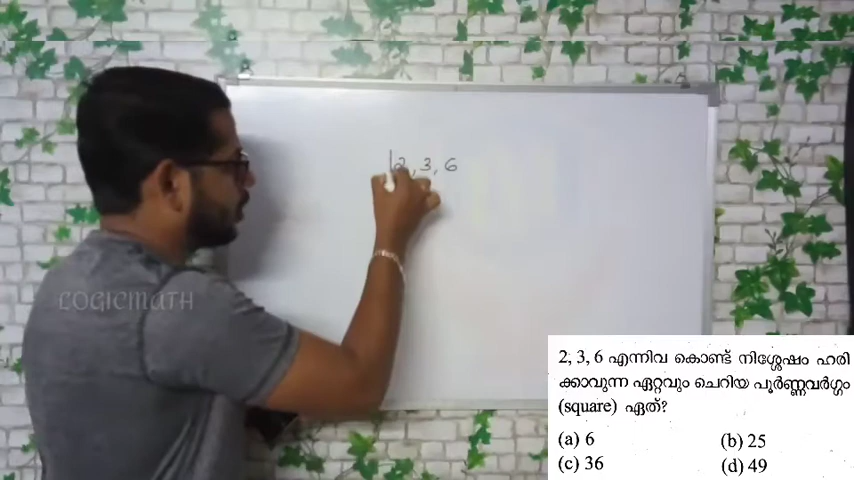 2, 3, 6
LOGICMATH
2, 3, 6 എന്നിവ കൊണ്ട് നിശ്ശേഷം ഹരി
ക്കാവുന്ന ഏറ്റവും ചെറിയ പൂർണ്ണവർഗ്ഗം
(square) ഏത്?
(a) 6 (b) 25
(c) 36 (d) 49